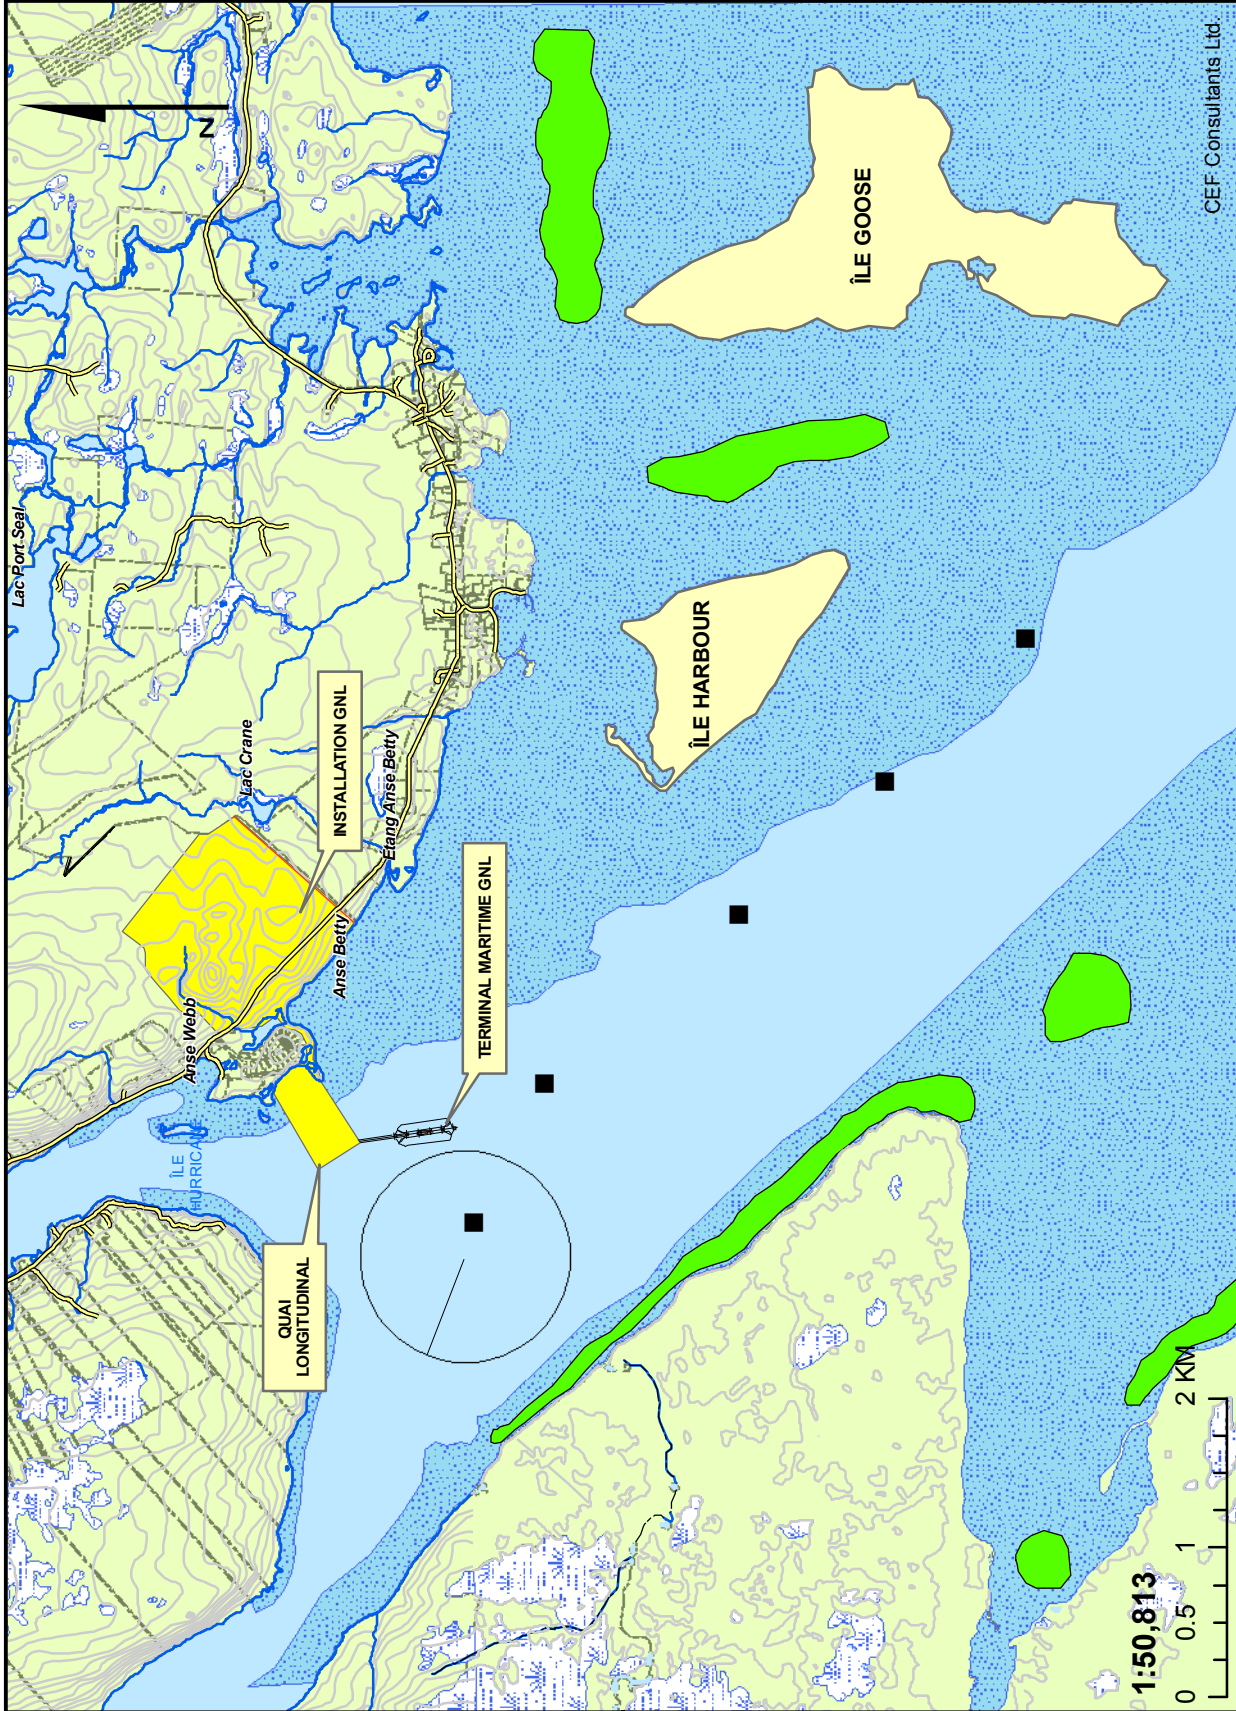 Lac Port Seal
Lac Crane
INSTALLATION GNL
Étang Anse Betty
Anse Betty
Anse Webb
TERMINAL MARITIME GNL
ÎLE
HURRICANE
QUAI
LONGITUDINAL
ÎLE HARBOUR
ÎLE GOOSE
N
1:50,813
0 0.5 1 2 KM
CEF Consultants Ltd.